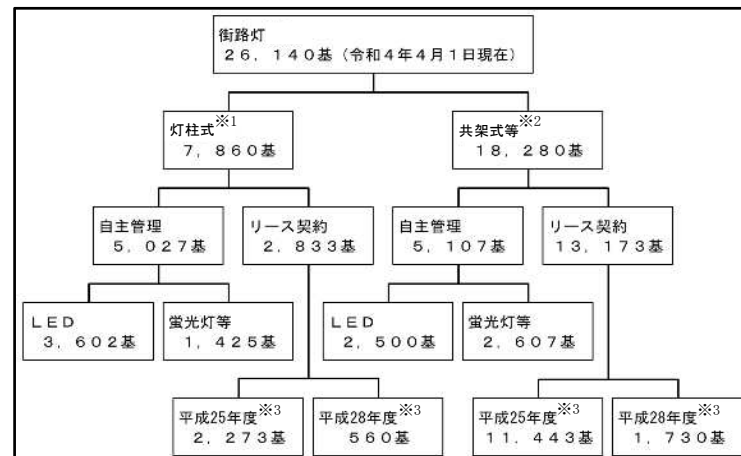 街路灯
26,140基(令和4年4月1日現在)
灯柱式※1
7,860基
共架式等※2
18,280基
自主管理
5,027基
リース契約
2,833基
自主管理
5,107基
リース契約
13,173基
LED
3,602基
蛍光灯等
1,425基
LED
2,500基
蛍光灯等
2,607基
平成25年度※3
2,273基
平成28年度※3
560基
平成25年度※3
11.443基
平成28年度※3
1,730基